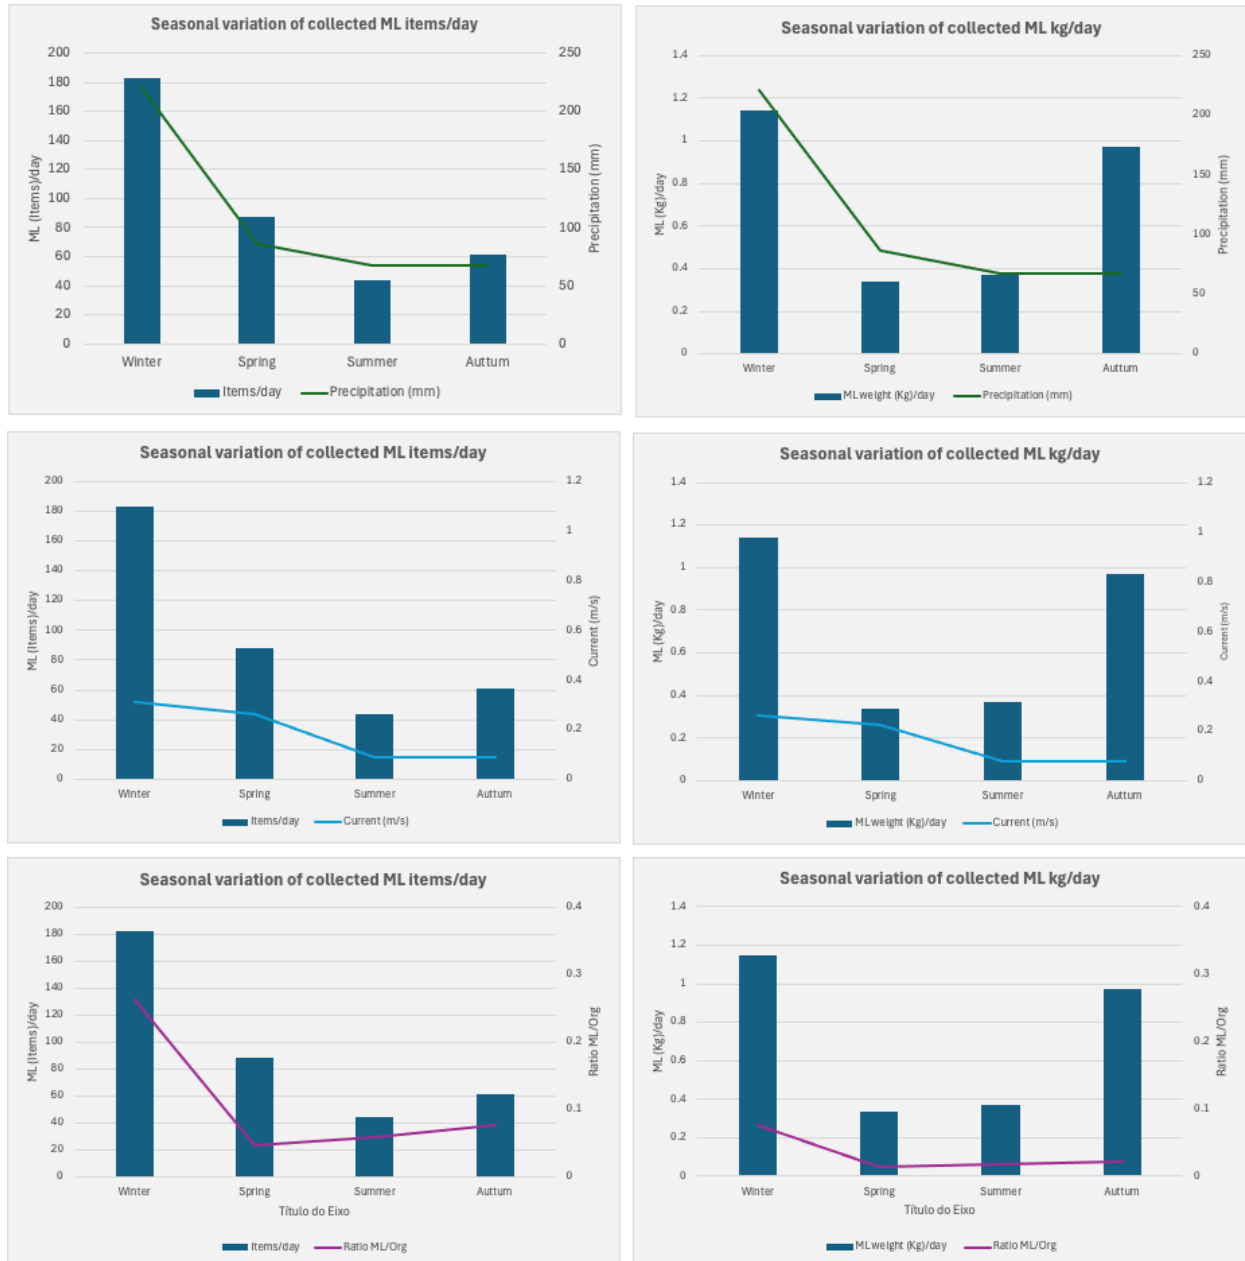 Seasonal variation of collected ML items/day
200
180
160
140
120
100
80
60
40
20
0
ML (Items)/day
250
200
150
100
50
0
Precipitation (mm)
Winter Spring Summer Auttum
Items/day Precipitation (mm)
Seasonal variation of collected ML kg/day
1.4
1.2
1
0.8
0.6
0.4
0.2
0
ML (Kg)/day
250
200
150
100
50
0
Precipitation (mm)
Winter Spring Summer Auttum
ML weight (Kg)/day Precipitation (mm)
Seasonal variation of collected ML items/day
200
180
160
140
120
100
80
60
40
20
0
ML (Items)/day
1.2
1
0.8
0.6
0.4
0.2
0
Current (m/s)
Winter Spring Summer Auttum
Items/day Current (m/s)
Seasonal variation of collected ML kg/day
1.4
1.2
1
0.8
0.6
0.4
0.2
0
ML (Kg)/day
1.2
1
0.8
0.6
0.4
0.2
0
Current (m/s)
Winter Spring Summer Auttum
ML weight (Kg)/day Current (m/s)
Seasonal variation of collected ML items/day
200
180
160
140
120
100
80
60
40
20
0
ML (Items)/day
0.4
0.3
0.2
0.1
0
Ratio ML/Org
Winter Spring Summer Auttum
Título do Eixo
Items/day Ratio ML/Org
Seasonal variation of collected ML kg/day
1.4
1.2
1
0.8
0.6
0.4
0.2
0
ML (Kg)/day
0.4
0.3
0.2
0.1
0
Ratio ML/Org
Winter Spring Summer Auttum
Título do Eixo
ML weight (Kg)/day Ratio ML/Org